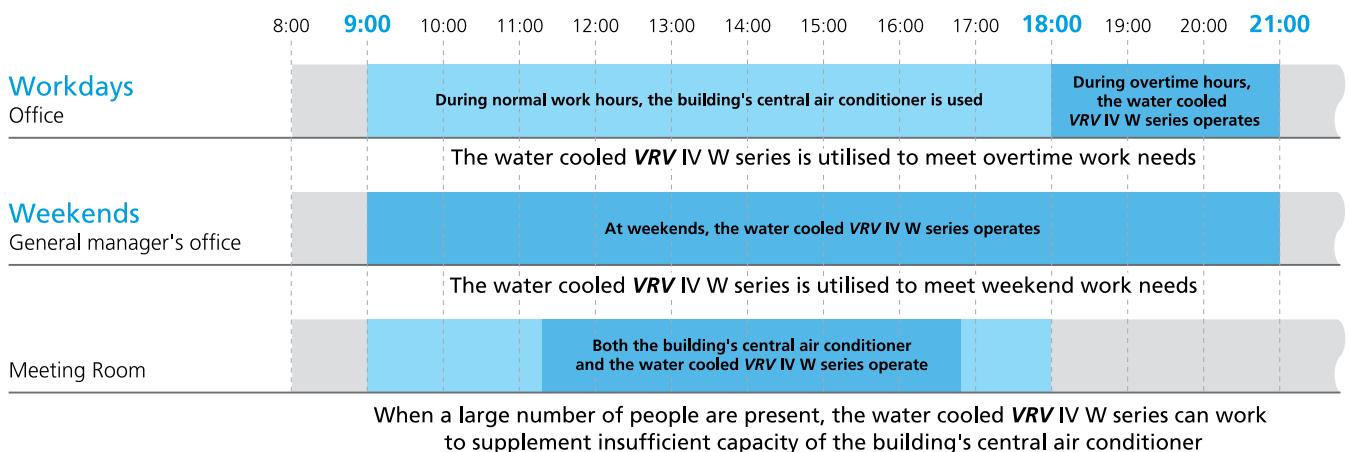 8:00 9:00 10:00 11:00 12:00 13:00 14:00 15:00 16:00 17:00 18:00 19:00 20:00 21:00
Workdays
Office
During normal work hours, the building's central air conditioner is used
During overtime hours,
the water cooled
VRV IV W series operates
The water cooled VRV IV W series is utilised to meet overtime work needs
Weekends
General manager's office
At weekends, the water cooled VRV IV W series operates
The water cooled VRV IV W series is utilised to meet weekend work needs
Meeting Room
Both the building's central air conditioner
and the water cooled VRV IV W series operate
When a large number of people are present, the water cooled VRV IV W series can work
to supplement insufficient capacity of the building's central air conditioner